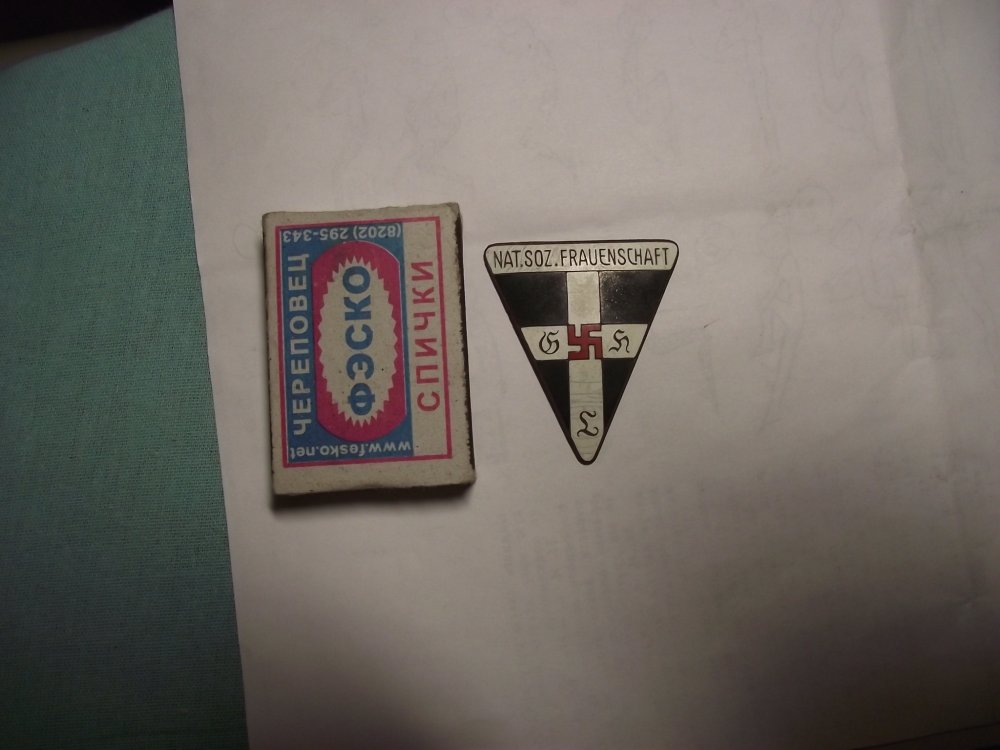 ЧЕРЕПОВЕЦ
ФЭСКО
СПИЧКИ
www.fesko.net
(8202) 295-343
NAT.SOZ.FRAUENSCHAFT
G H
L